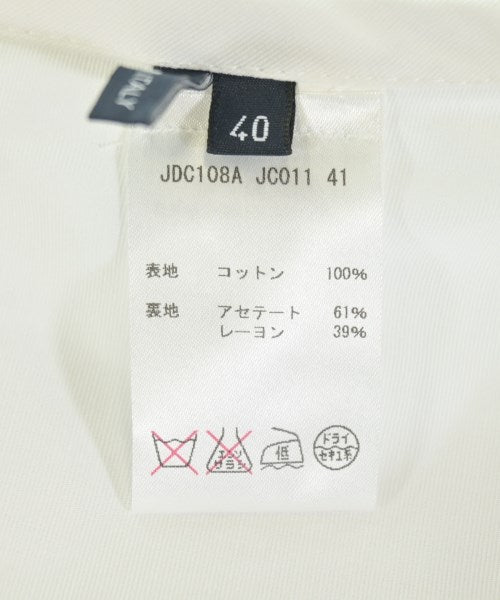 ITALY
40
JDC108A JC011 41
表地 コットン 100%
裏地 アセテート 61%
レーヨン 39%
エンソ
サラシ
低
ドライ
セキユ系